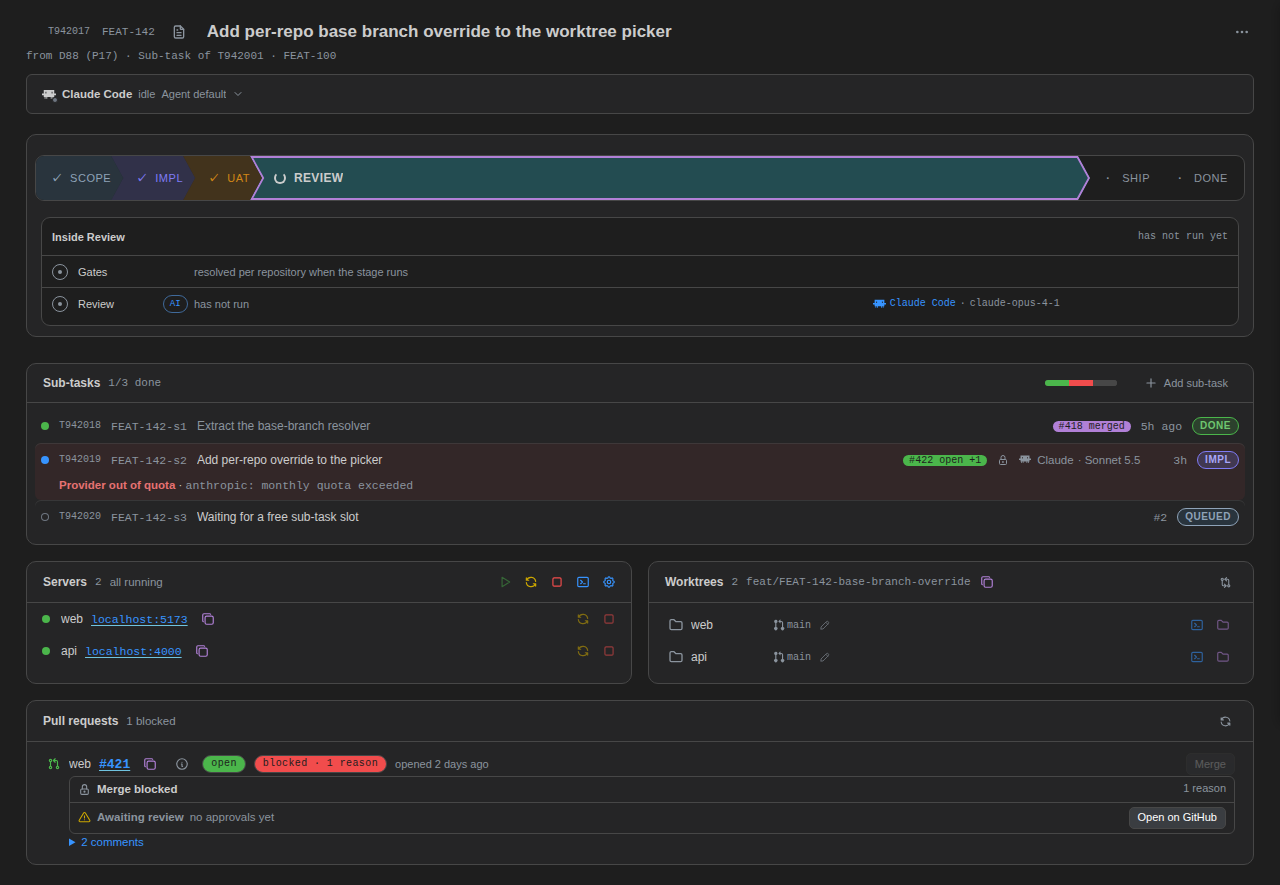 T942017 FEAT-142 Add per-repo base branch override to the worktree picker
from D88 (P17) · Sub-task of T942001 · FEAT-100
Claude Code idle Agent default
SCOPE IMPL UAT REVIEW SHIP DONE
Inside Review has not run yet
Gates resolved per repository when the stage runs
Review AI has not run Claude Code · claude-opus-4-1
Sub-tasks 1/3 done Add sub-task
T942018 FEAT-142-s1 Extract the base-branch resolver #418 merged 5h ago DONE
T942019 FEAT-142-s2 Add per-repo override to the picker #422 open +1 Claude · Sonnet 5.5 3h IMPL
Provider out of quota · anthropic: monthly quota exceeded
T942020 FEAT-142-s3 Waiting for a free sub-task slot #2 QUEUED
Servers 2 all running
web localhost:5173
api localhost:4000
Worktrees 2 feat/FEAT-142-base-branch-override
web main
api main
Pull requests 1 blocked
web #421 open blocked · 1 reason opened 2 days ago Merge
Merge blocked 1 reason
Awaiting review no approvals yet Open on GitHub
2 comments